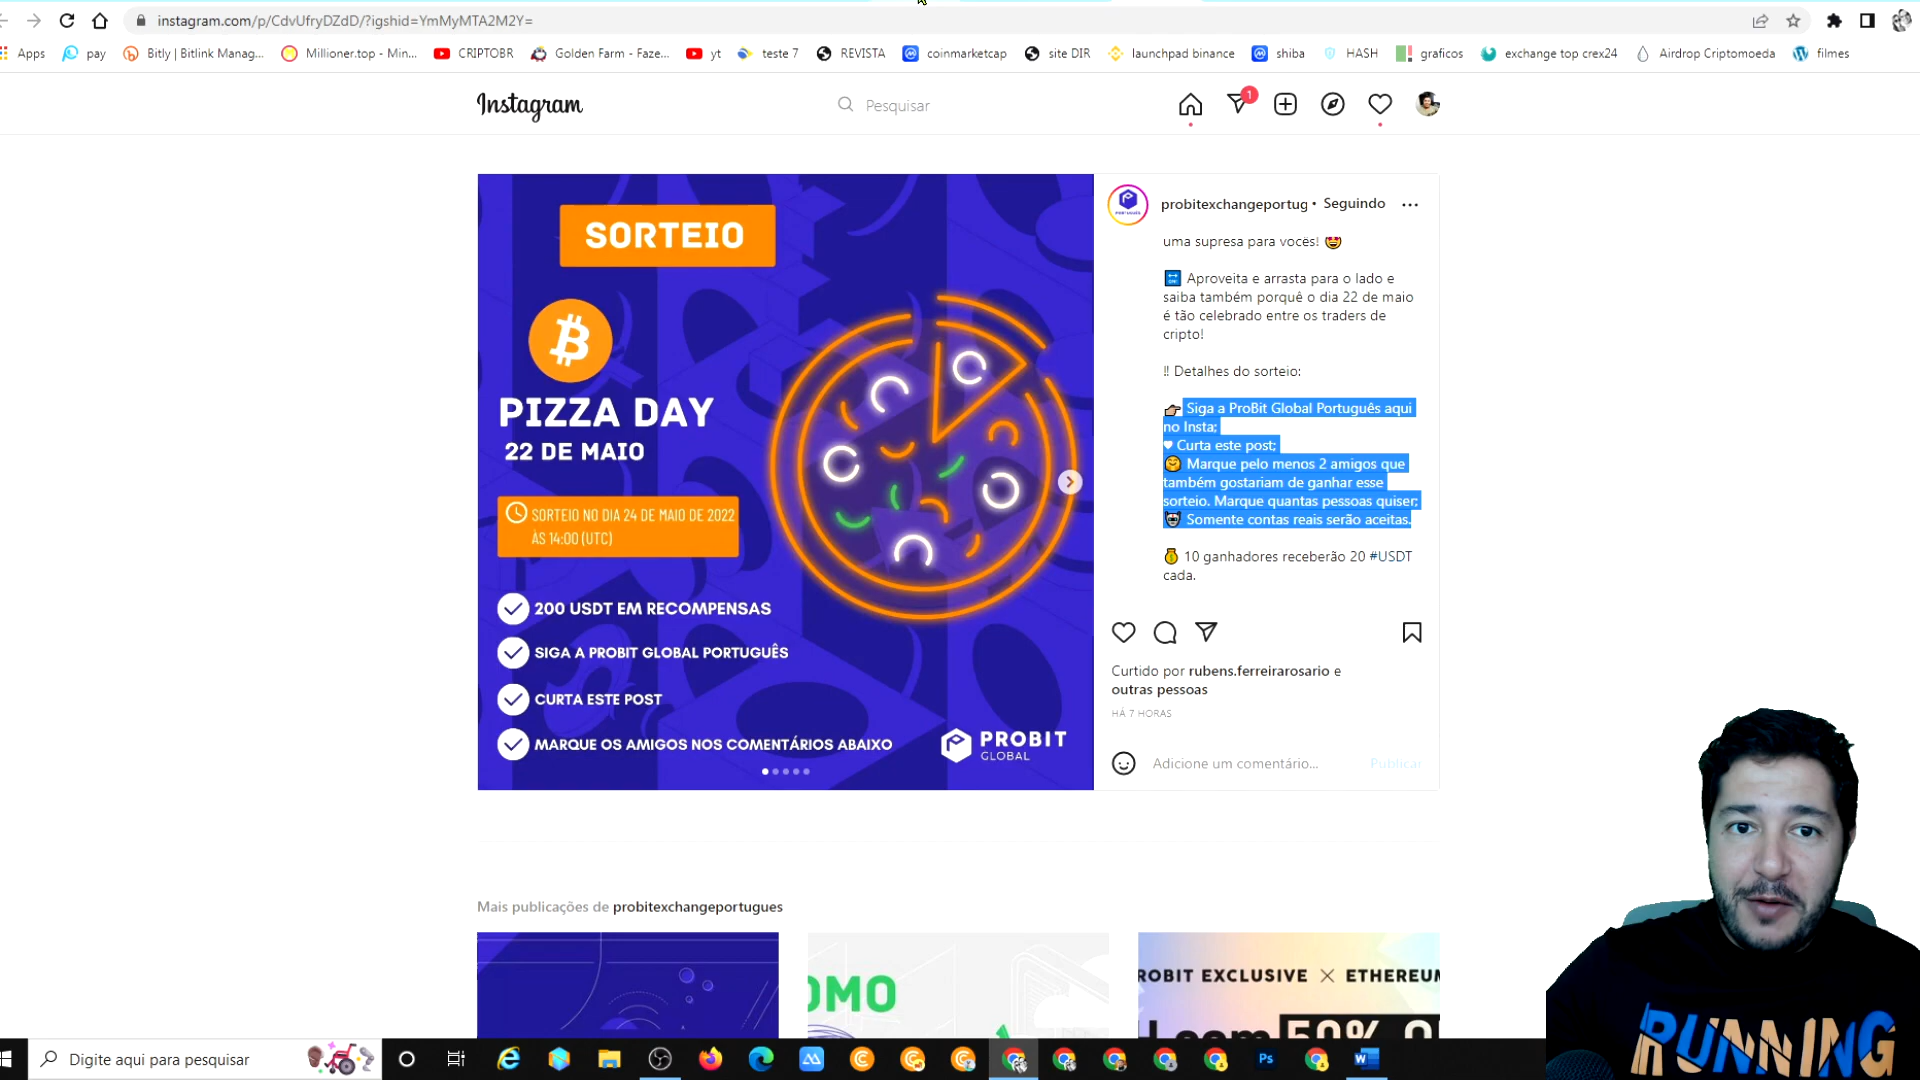 instagram.com/p/CdvUfryDZdD/?igshid=YmMyMTA2M2Y=
Apps pay Bitly | Bitlink Manag... Millioner.top - Min... CRIPTOBR Golden Farm - Faze... yt teste 7 REVISTA coinmarketcap site DIR launchpad binance shiba HASH graficos exchange top crex24 Airdrop Criptomoeda filmes
Instagram
Pesquisar
1
SORTEIO
PIZZA DAY
22 DE MAIO
SORTEIO NO DIA 24 DE MAIO DE 2022
ÀS 14:00 (UTC)
200 USDT EM RECOMPENSAS
SIGA A PROBIT GLOBAL PORTUGUÊS
CURTA ESTE POST
MARQUE OS AMIGOS NOS COMENTÁRIOS ABAIXO
PROBIT
GLOBAL
probitexchangeportug • Seguindo
uma supresa para vocês! 😍
Aproveita e arrasta para o lado e
saiba também porquê o dia 22 de maio
é tão celebrado entre os traders de
cripto!
‼ Detalhes do sorteio:
👉 Siga a ProBit Global Português aqui
no Insta;
♥ Curta este post;
🤗 Marque pelo menos 2 amigos que
também gostariam de ganhar esse
sorteio. Marque quantas pessoas quiser;
Somente contas reais serão aceitas.
💰 10 ganhadores receberão 20 #USDT
cada.
Curtido por rubens.ferreirarosario e
outras pessoas
HÁ 7 HORAS
Adicione um comentário... Publicar
Mais publicações de probitexchangeportugues
OMO
ROBIT EXCLUSIVE × ETHEREUM
50% O
Digite aqui para pesquisar
Ps
RUNNING